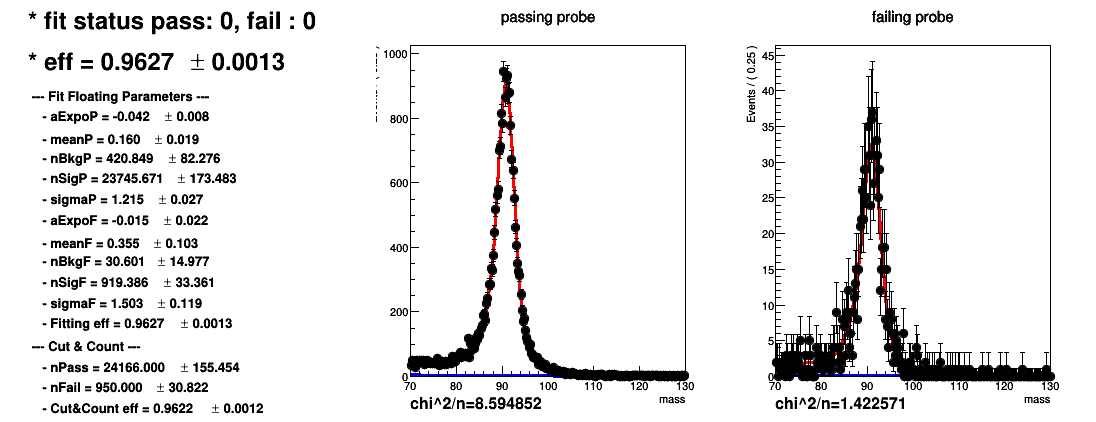 * fit status pass: 0, fail : 0
* eff = 0.9627 ± 0.0013
--- Fit Floating Parameters ---
- aExpoP = -0.042 ± 0.008
- meanP = 0.160 ± 0.019
- nBkgP = 420.849 ± 82.276
- nSigP = 23745.671 ± 173.483
- sigmaP = 1.215 ± 0.027
- aExpoF = -0.015 ± 0.022
- meanF = 0.355 ± 0.103
- nBkgF = 30.601 ± 14.977
- nSigF = 919.386 ± 33.361
- sigmaF = 1.503 ± 0.119
- Fitting eff = 0.9627 ± 0.0013
--- Cut & Count ---
- nPass = 24166.000 ± 155.454
- nFail = 950.000 ± 30.822
- Cut&Count eff = 0.9622 ± 0.0012
passing probe
1000
800
600
400
200
0
70 80 90 100 110 120 130
mass
chi^2/n=8.594852
failing probe
Events / ( 0.25 )
45
40
35
30
25
20
15
10
5
0
70 80 90 100 110 120 130
mass
chi^2/n=1.422571